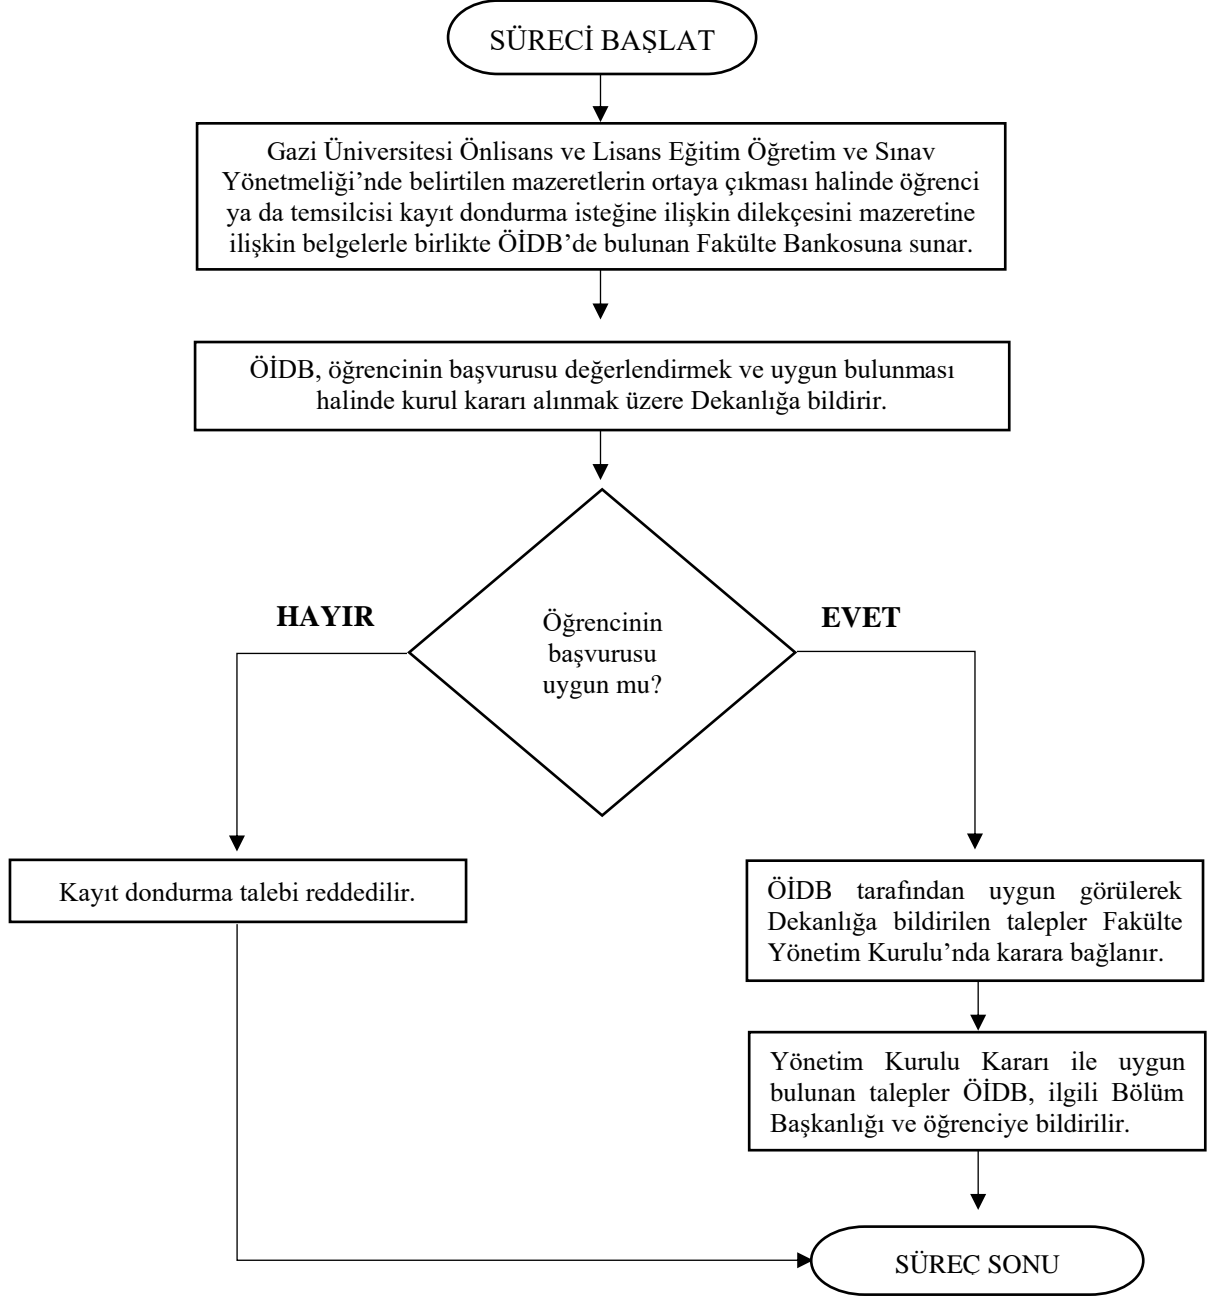 SÜRECİ BAŞLAT
Gazi Üniversitesi Önlisans ve Lisans Eğitim Öğretim ve Sınav
Yönetmeliği’nde belirtilen mazeretlerin ortaya çıkması halinde öğrenci
ya da temsilcisi kayıt dondurma isteğine ilişkin dilekçesini mazeretine
ilişkin belgelerle birlikte ÖİDB’de bulunan Fakülte Bankosuna sunar.
ÖİDB, öğrencinin başvurusu değerlendirmek ve uygun bulunması
halinde kurul kararı alınmak üzere Dekanlığa bildirir.
HAYIR
EVET
Öğrencinin
başvurusu
uygun mu?
Kayıt dondurma talebi reddedilir.
ÖİDB tarafından uygun görülerek
Dekanlığa bildirilen talepler Fakülte
Yönetim Kurulu’nda karara bağlanır.
Yönetim Kurulu Kararı ile uygun
bulunan talepler ÖİDB, ilgili Bölüm
Başkanlığı ve öğrenciye bildirilir.
SÜREÇ SONU